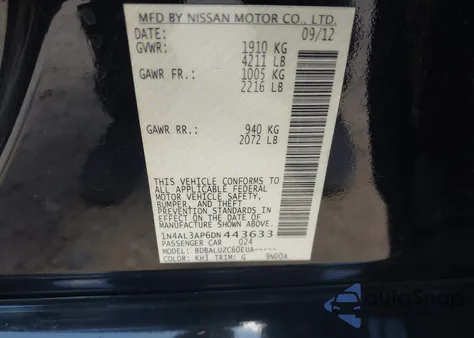 MFD BY NISSAN MOTOR CO., LTD.
DATE: 09/12
GVWR: 1910 KG
4211 LB
GAWR FR.: 1005 KG
2216 LB
GAWR RR.: 940 KG
2072 LB
THIS VEHICLE CONFORMS TO
ALL APPLICABLE FEDERAL
MOTOR VEHICLE SAFETY,
BUMPER, AND THEFT
PREVENTION STANDARDS IN
EFFECT ON THE DATE OF
MANUFACTURE SHOWN ABOVE.
1N4AL3AP6DN443633
PASSENGER CAR 024
MODEL: BDBALUZC60EUA-----
COLOR: KH3 TRIM: G 9N00A
AutoSnap